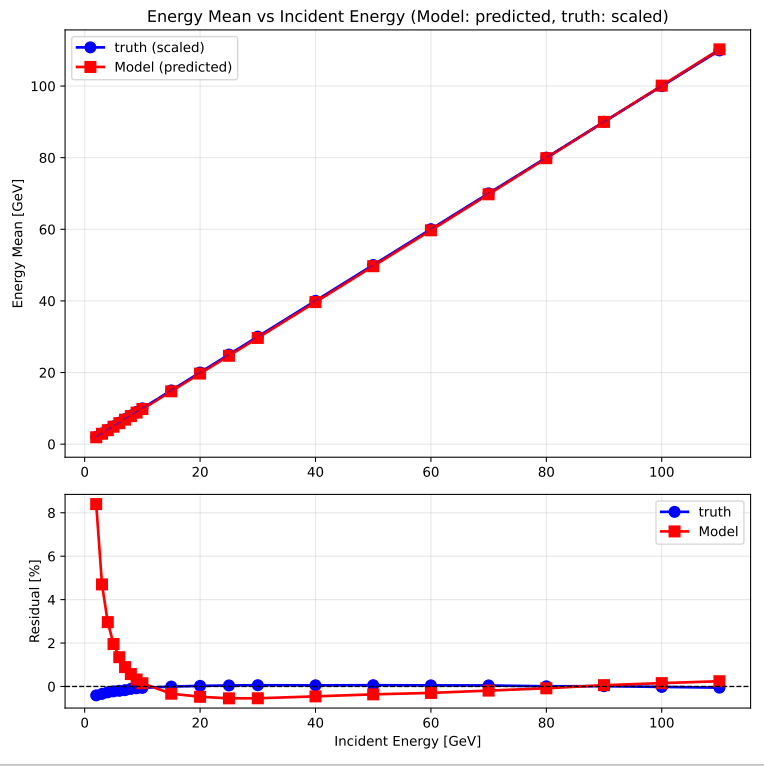 Energy Mean vs Incident Energy (Model: predicted, truth: scaled)
truth (scaled)
Model (predicted)
Energy Mean [GeV]
100
80
60
40
20
0
0 20 40 60 80 100
truth
Model
Residual [%]
8
6
4
2
0
0 20 40 60 80 100
Incident Energy [GeV]